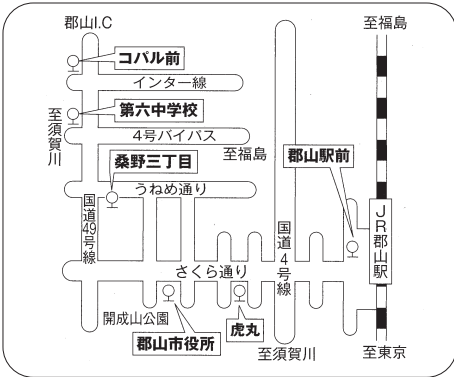 郡山I.C
至福島
コパル前
インター線
第六中学校
至須賀川
4号バイパス
至福島
桑野三丁目
郡山駅前
うねめ通り
国道49号線
国道4号線
JR郡山駅
さくら通り
開成山公園
郡山市役所
虎丸
至須賀川
至東京